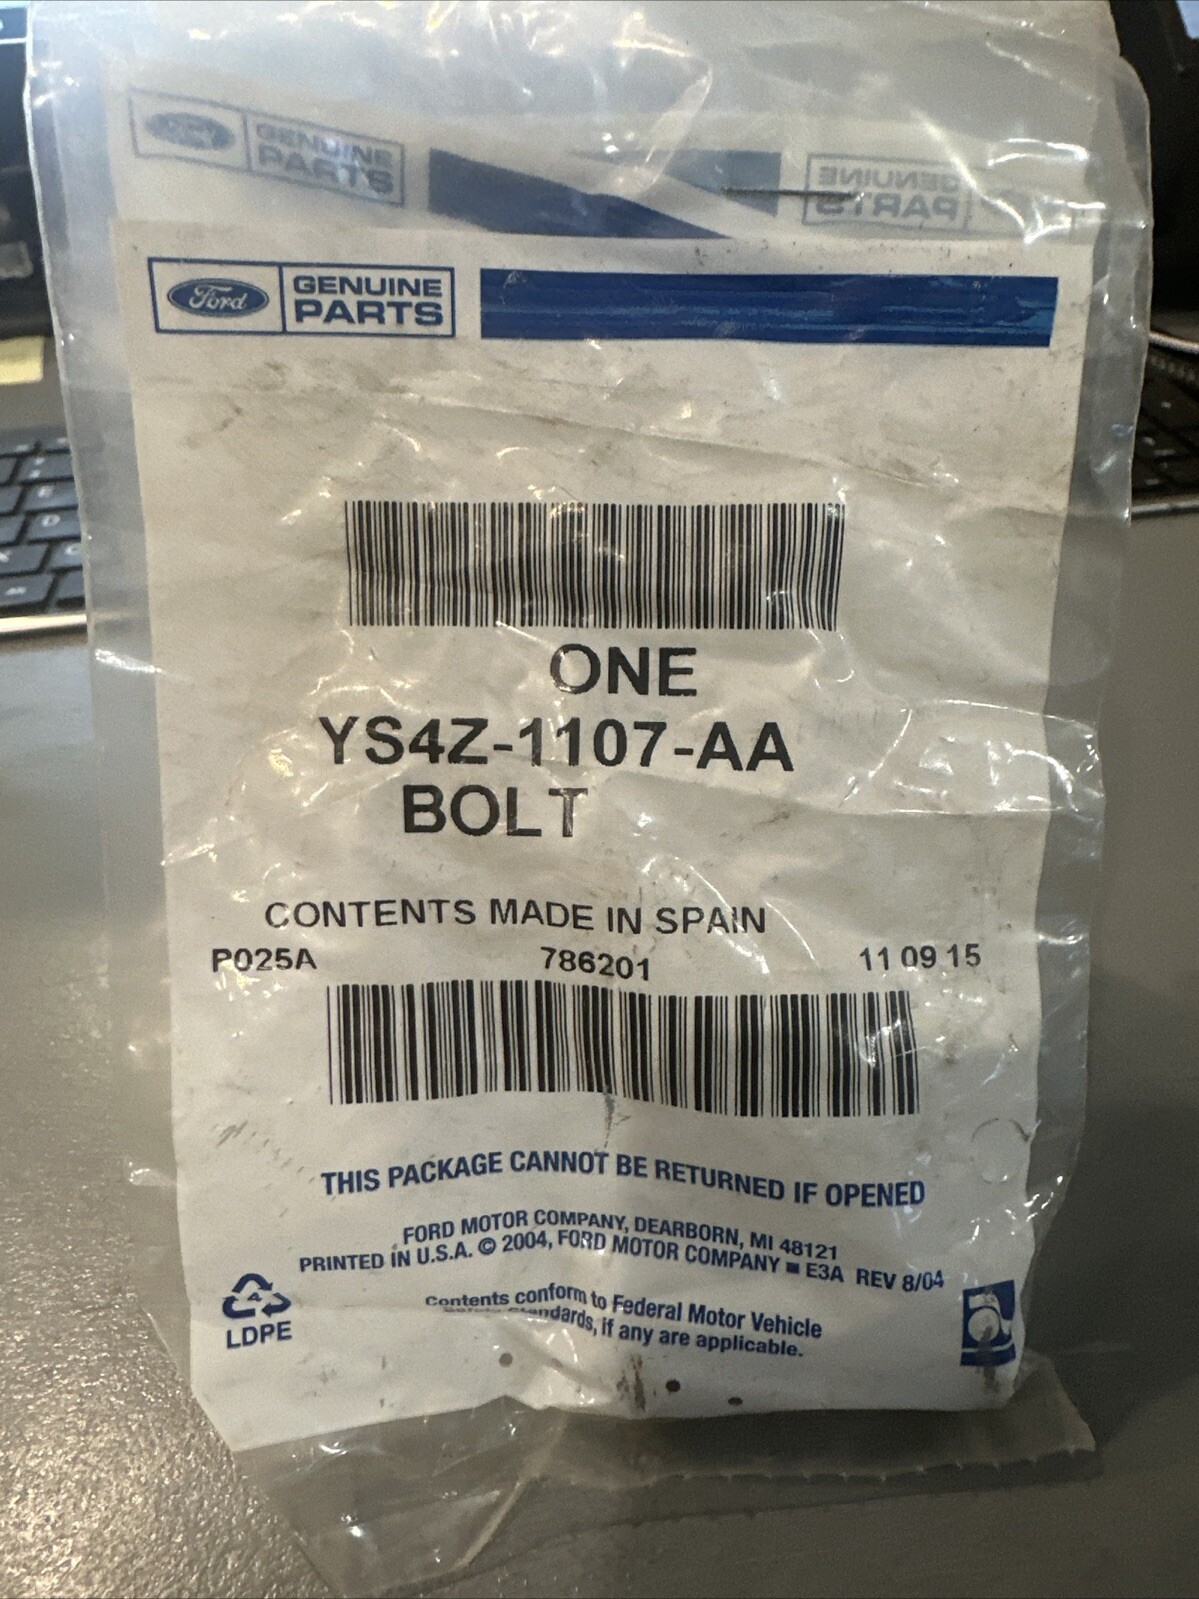 GENUINE
PARTS
GENUINE
PARTS
Ford
GENUINE
PARTS
ONE
YS4Z-1107-AA
BOLT
CONTENTS MADE IN SPAIN
P025A 786201 11 09 15
THIS PACKAGE CANNOT BE RETURNED IF OPENED
FORD MOTOR COMPANY, DEARBORN, MI 48121
PRINTED IN U.S.A. © 2004, FORD MOTOR COMPANY ■ E3A REV 8/04
4
LDPE
Contents conform to Federal Motor Vehicle
Standards, if any are applicable.